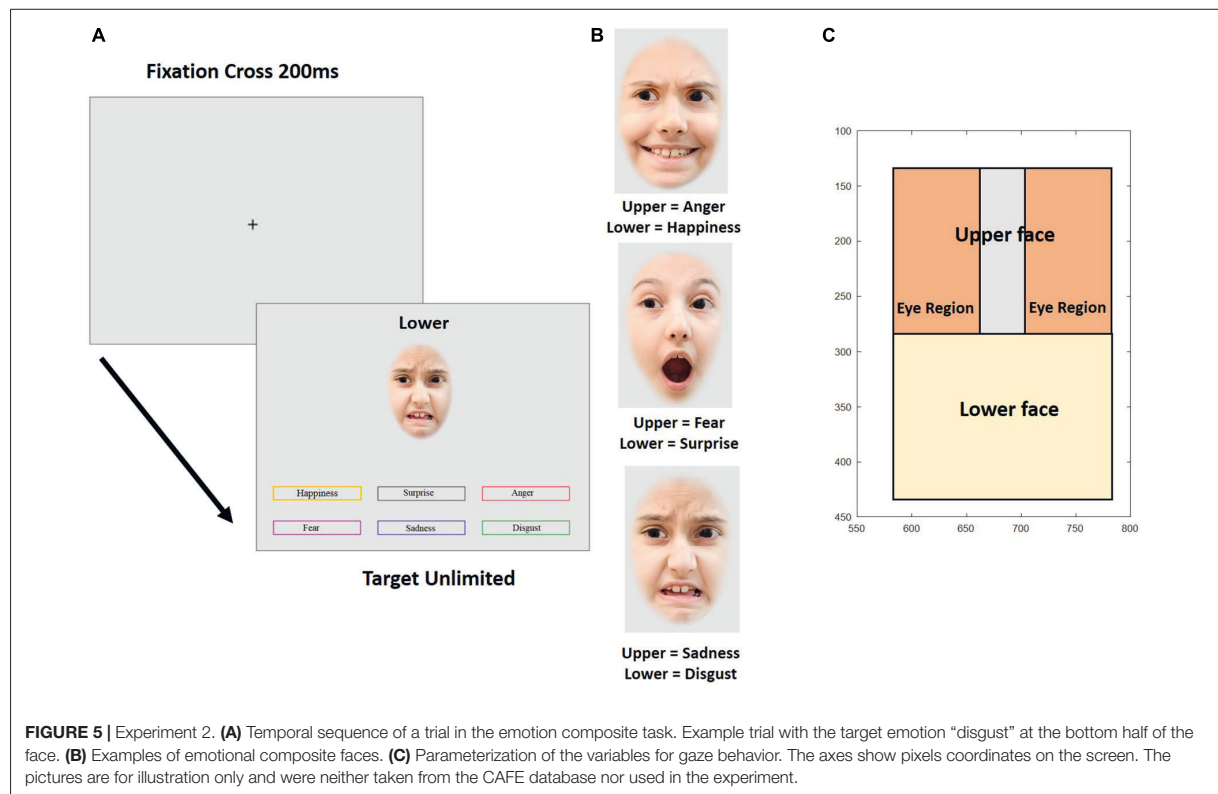 A
Fixation Cross 200ms
Lower
Happiness
Surprise
Anger
Fear
Sadness
Disgust
Target Unlimited
B
Upper = Anger
Lower = Happiness
Upper = Fear
Lower = Surprise
Upper = Sadness
Lower = Disgust
C
100
150
200
250
300
350
400
450
550
600
650
700
750
800
Upper face
Eye Region
Eye Region
Lower face
FIGURE 5 | Experiment 2. (A) Temporal sequence of a trial in the emotion composite task. Example trial with the target emotion “disgust” at the bottom half of the
face. (B) Examples of emotional composite faces. (C) Parameterization of the variables for gaze behavior. The axes show pixels coordinates on the screen. The
pictures are for illustration only and were neither taken from the CAFE database nor used in the experiment.